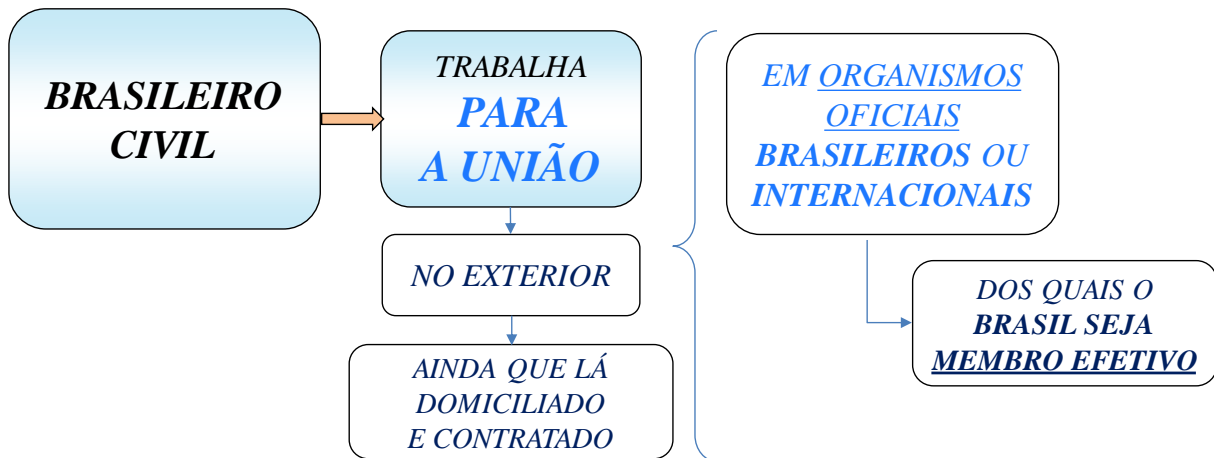 BRASILEIRO
CIVIL
TRABALHA
PARA
A UNIÃO
NO EXTERIOR
AINDA QUE LÁ
DOMICILIADO
E CONTRATADO
EM ORGANISMOS
OFICIAIS
BRASILEIROS OU
INTERNACIONAIS
DOS QUAIS O
BRASIL SEJA
MEMBRO EFETIVO